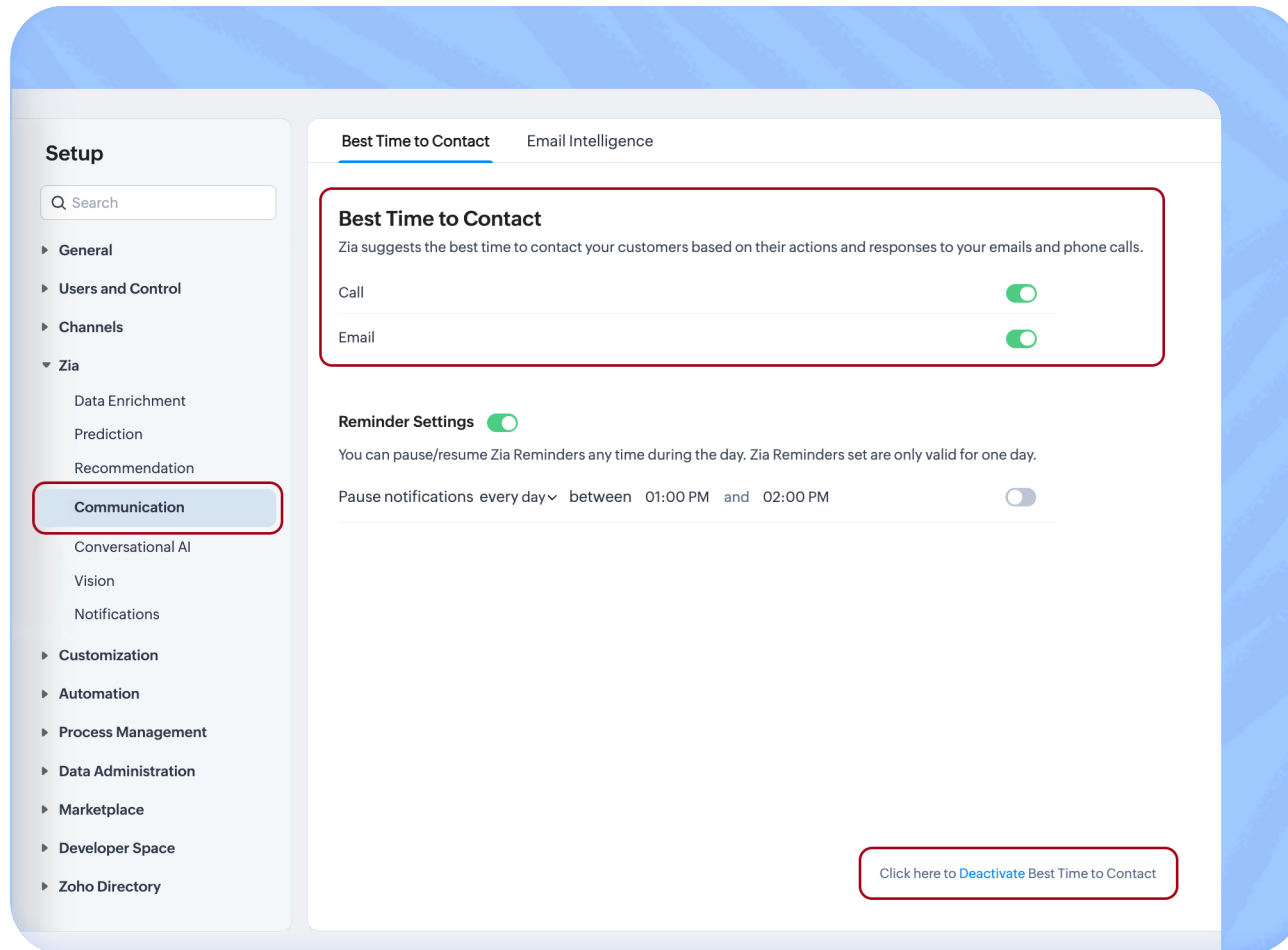 Setup
Search
General
Users and Control
Channels
Zia
Data Enrichment
Prediction
Recommendation
Communication
Conversational AI
Vision
Notifications
Customization
Automation
Process Management
Data Administration
Marketplace
Developer Space
Zoho Directory
Best Time to Contact Email Intelligence
Best Time to Contact
Zia suggests the best time to contact your customers based on their actions and responses to your emails and phone calls.
Call
Email
Reminder Settings
You can pause/resume Zia Reminders any time during the day. Zia Reminders set are only valid for one day.
Pause notifications every day between 01:00 PM and 02:00 PM
Click here to Deactivate Best Time to Contact